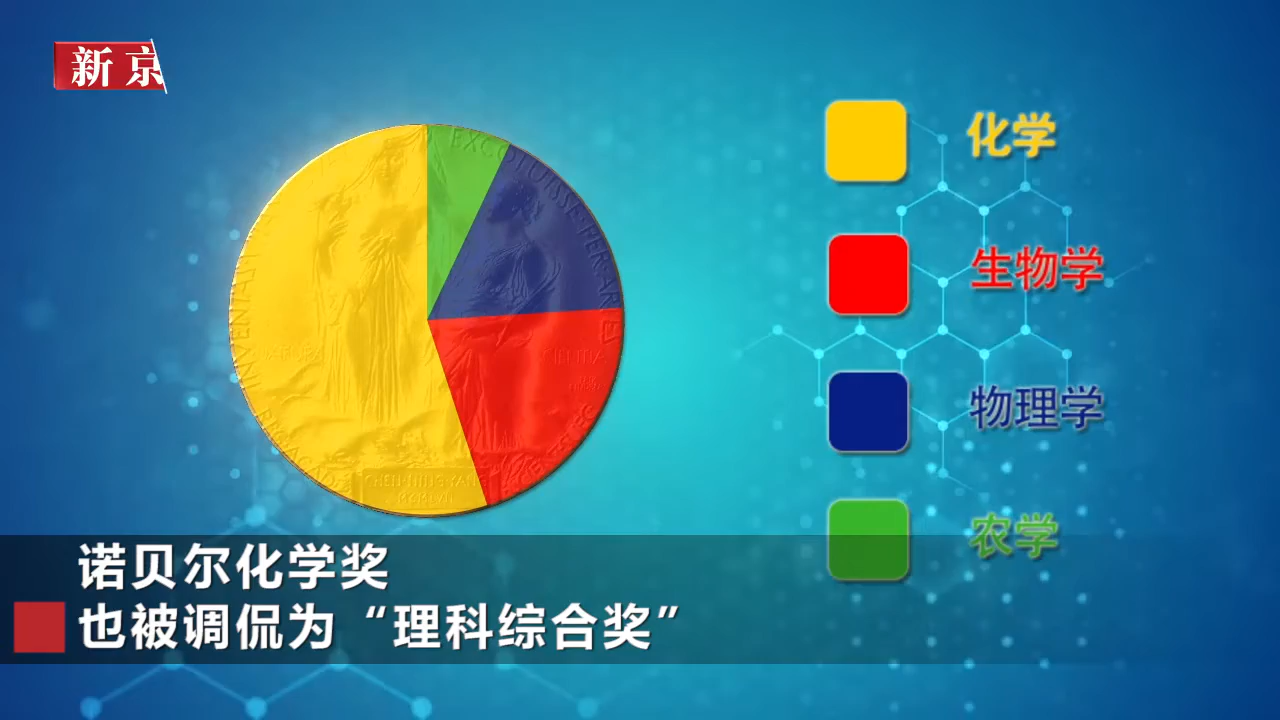 新京
化学
生物学
物理学
农学
诺贝尔化学奖
也被调侃为“理科综合奖”